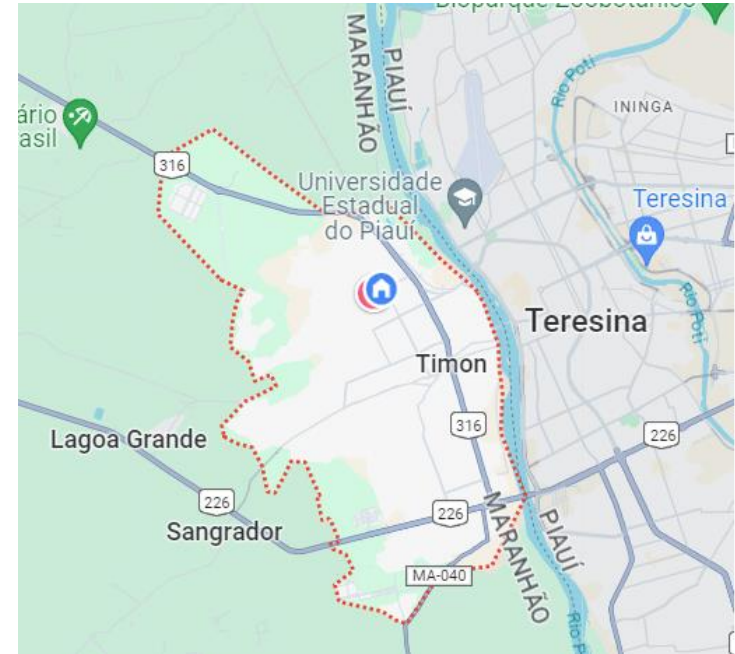 Bioparque Zoobotânico
MARANHÃO
PIAUÍ
Rio Poti
ININGA
ário
asil
316
Universidade
Estadual
do Piauí
Teresina
Rio Poti
Teresina
Timon
316
Lagoa Grande
226
226
Sangrador
226
MARANHÃO
PIAUÍ
MA-040
Rio P